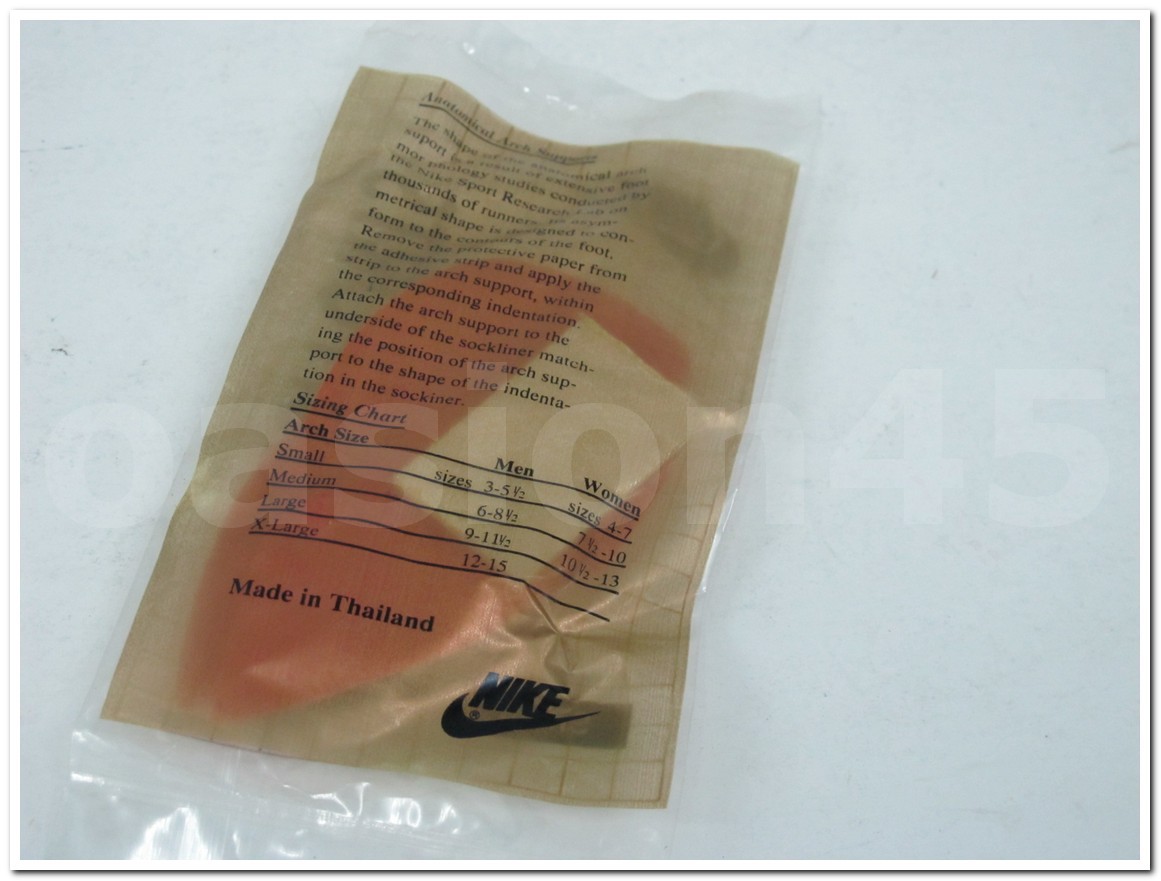 Anatomical Arch Supports
The shape of the anatomical arch
suport is a result of extensive foot
mor phology studies conducted by
the Nike Sport Research Lab on
thousands of runners. Its asym-
metrical shape is designed to con-
form to the contours of the foot,
Remove the protective paper from
the adhesive strip and apply the
strip to the arch support, within
the corresponding indentation.
Attach the arch support to the
underside of the sockliner match-
ing the position of the arch sup-
port to the shape of the indenta-
tion in the sockiner.
Sizing Chart
Arch Size Men Women
Small sizes 3-5½ sizes 4-7
Medium 6-8½ 7½-10
Large 9-11½ 10½-13
X-Large 12-15
Made in Thailand
NIKE
®
pasion45